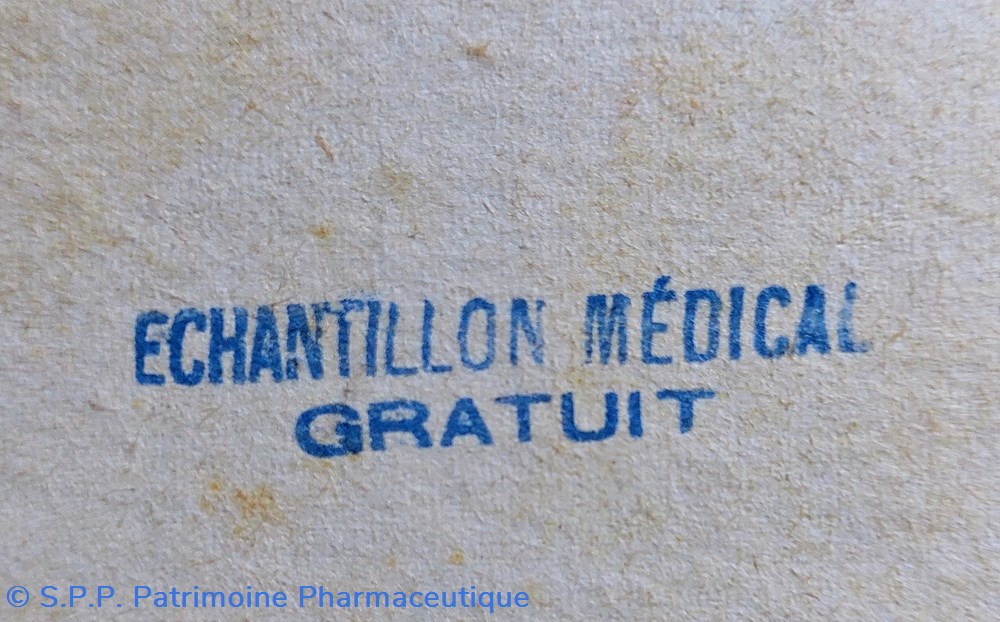 ECHANTILLON MÉDICAL
GRATUIT
© S.P.P. Patrimoine Pharmaceutique